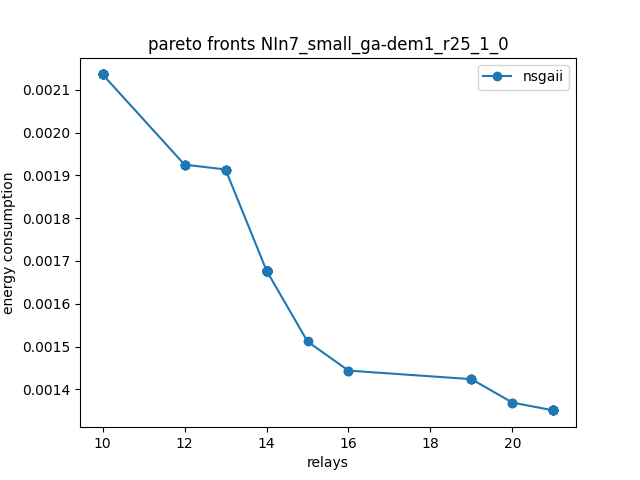 pareto fronts NIn7_small_ga-dem1_r25_1_0
nsgaii
0.0021
0.0020
0.0019
0.0018
0.0017
0.0016
0.0015
0.0014
energy consumption
10 12 14 16 18 20
relays